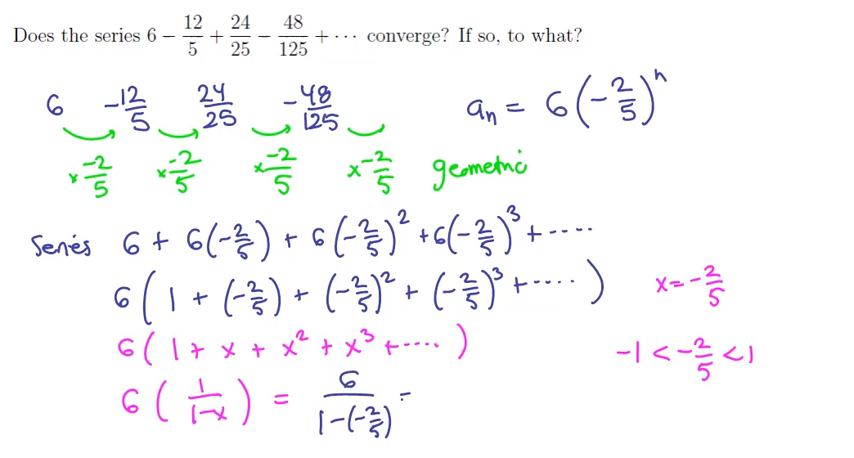 Does the series 6 − 12/5 + 24/25 − 48/125 + ⋯ converge? If so, to what?
6 −12/5 24/25 −48/125 aₙ = 6(−2/5)ⁿ
×−2/5 ×−2/5 ×−2/5 ×−2/5 geometric
Series 6 + 6(−2/5) + 6(−2/5)² + 6(−2/5)³ + ⋯⋅
6(1 + (−2/5) + (−2/5)² + (−2/5)³ + ⋯⋅) x = −2/5
6(1 + x + x² + x³ + ⋯⋅) −1 < −2/5 < 1
6(1/(1−x)) = 6/(1−(−2/5)) =